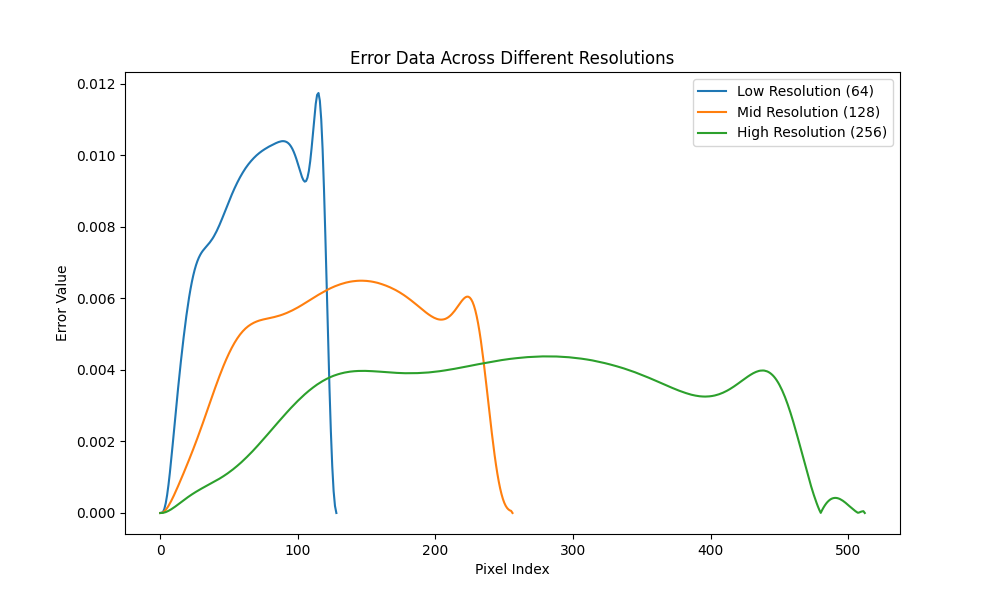 Error Data Across Different Resolutions
Low Resolution (64)
Mid Resolution (128)
High Resolution (256)
Error Value
0.012
0.010
0.008
0.006
0.004
0.002
0.000
0
100
200
300
400
500
Pixel Index